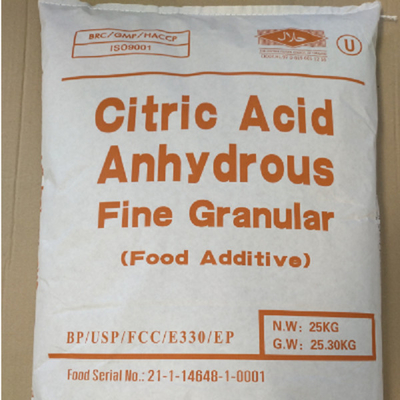 BRC/GMP/HACCP
ISO9001
حلال
U
Citric Acid
Anhydrous
Fine Granular
(Food Additive)
BP/USP/FCC/E330/EP
N.W: 25KG
G.W: 25.30KG
Food Serial No.: 21-1-14648-1-0001